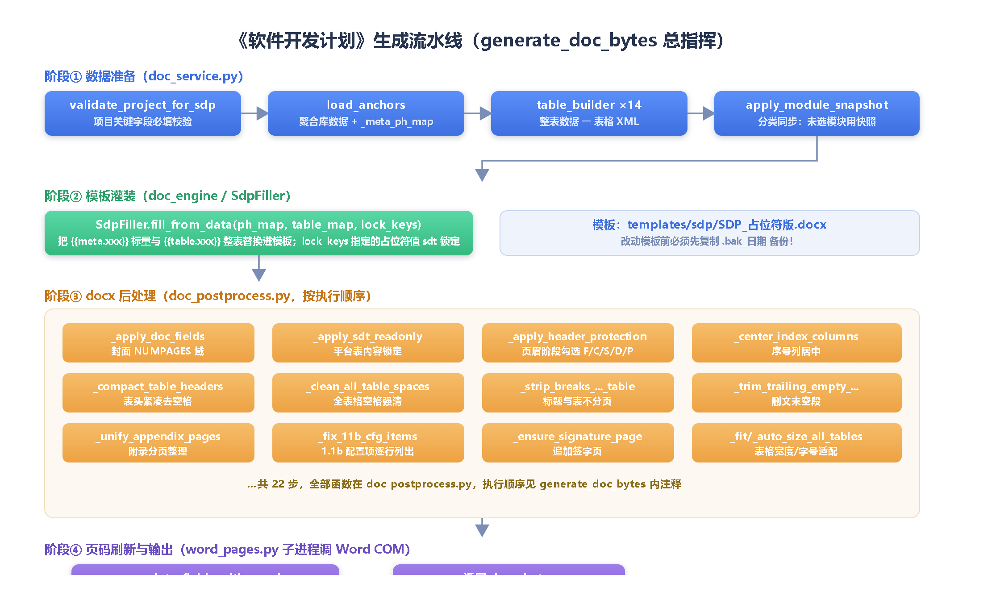 《软件开发计划》生成流水线（generate_doc_bytes 总指挥）
阶段① 数据准备（doc_service.py）
validate_project_for_sdp
项目关键字段必填校验
load_anchors
聚合库数据 + _meta_ph_map
table_builder ×14
整表数据 → 表格 XML
apply_module_snapshot
分类同步：未选模块用快照
阶段② 模板灌装（doc_engine / SdpFiller）
SdpFiller.fill_from_data(ph_map, table_map, lock_keys)
把 {{meta.xxx}} 标量与 {{table.xxx}} 整表替换进模板；lock_keys 指定的占位符值 sdt 锁定
模板：templates/sdp/SDP_占位符版.docx
改动模板前必须先复制 .bak_日期 备份！
阶段③ docx 后处理（doc_postprocess.py，按执行顺序）
_apply_doc_fields
封面 NUMPAGES 域
_apply_sdt_readonly
平台表内容锁定
_apply_header_protection
页眉阶段勾选 F/C/S/D/P
_center_index_columns
序号列居中
_compact_table_headers
表头紧凑去空格
_clean_all_table_spaces
全表格空格强清
_strip_breaks_..._table
标题与表不分页
_trim_trailing_empty_...
删文末空段
_unify_appendix_pages
附录分页整理
_fix_11b_cfg_items
1.1b 配置项逐行列出
_ensure_signature_page
追加签字页
_fit/_auto_size_all_tables
表格宽度/字号适配
...共 22 步，全部函数在 doc_postprocess.py，执行顺序见 generate_doc_bytes 内注释
阶段④ 页码刷新与输出（word_pages.py 子进程调 Word COM）